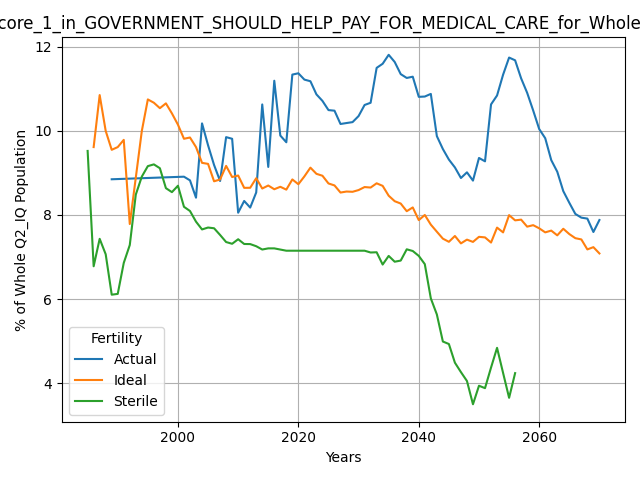 core_1_in_GOVERNMENT_SHOULD_HELP_PAY_FOR_MEDICAL_CARE_for_Whole
12
10
8
6
4
% of Whole Q2_IQ Population
Fertility
Actual
Ideal
Sterile
2000 2020 2040 2060
Years